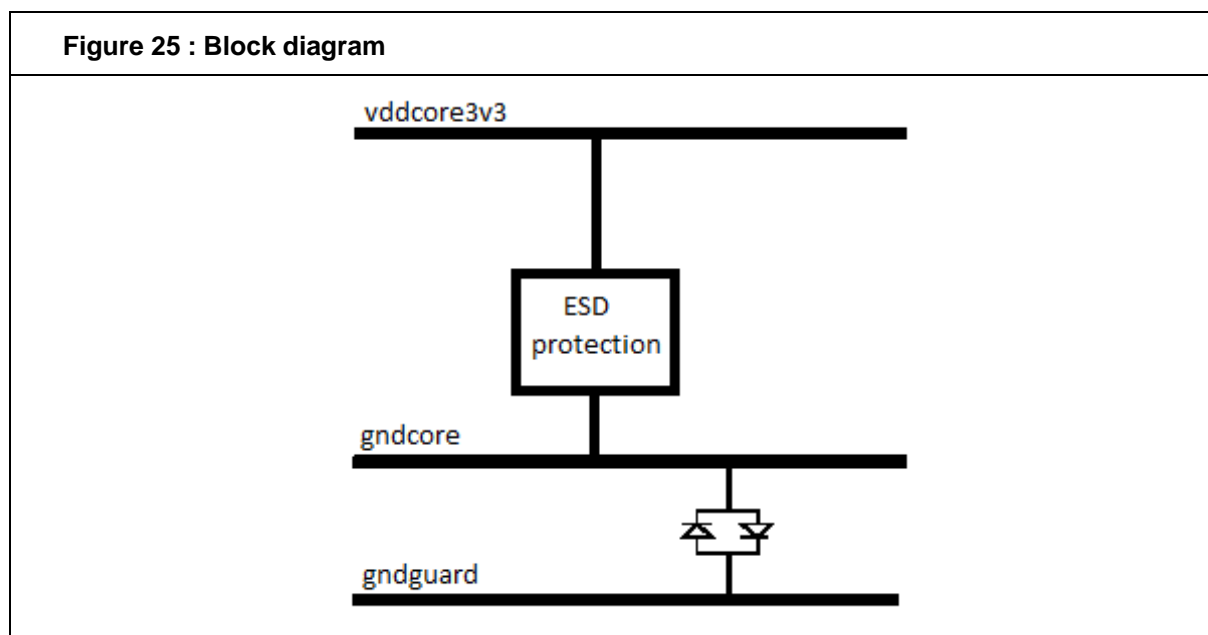 Figure 25 : Block diagram
vddcore3v3
ESD
protection
gndcore
gndguard